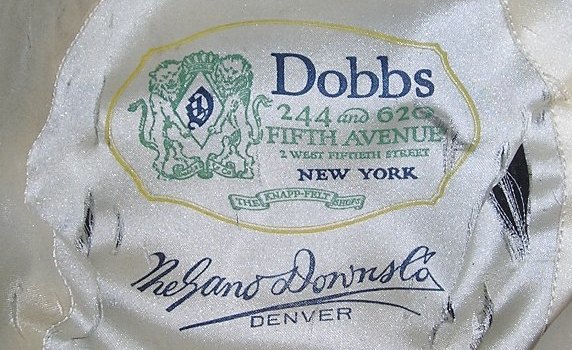 D
Dobbs
244 and 620
FIFTH AVENUE
2 WEST FIFTIETH STREET
NEW YORK
THE KNAPP-FELT SHOPS
The Gano Downs Co
DENVER